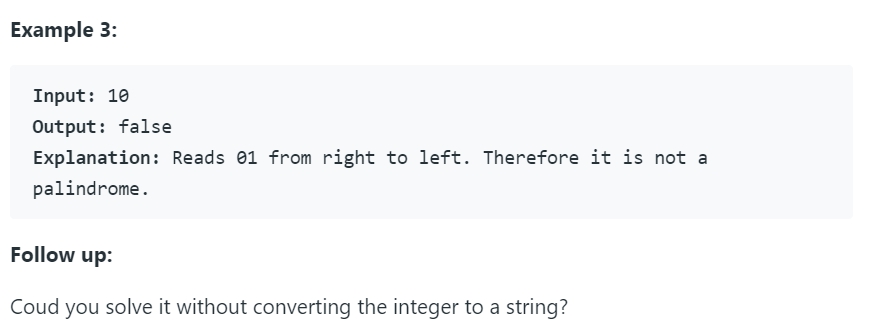 Example 3:
Input: 10
Output: false
Explanation: Reads 01 from right to left. Therefore it is not a
palindrome.
Follow up:
Coud you solve it without converting the integer to a string?